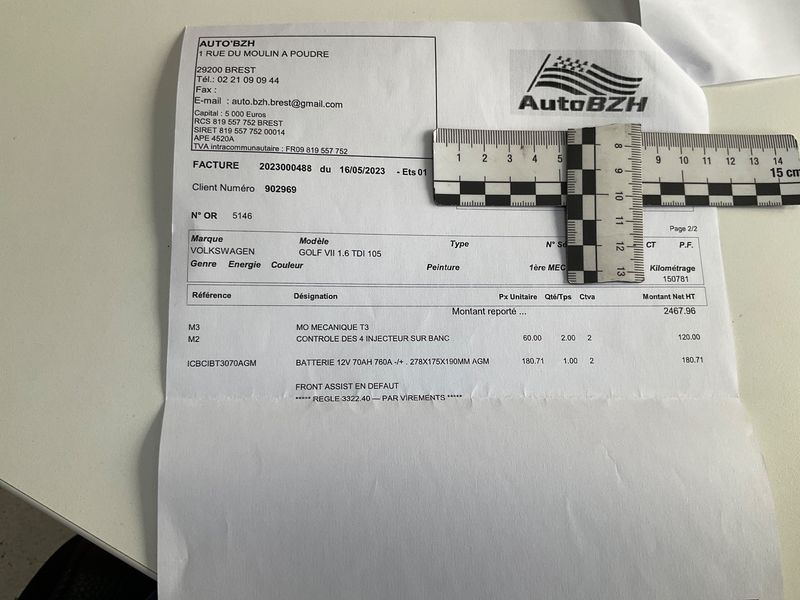 AUTO'BZH
1 RUE DU MOULIN A POUDRE
29200 BREST
Tél.: 02 21 09 09 44
Fax :
E-mail : auto.bzh.brest@gmail.com
Capital : 5 000 Euros
RCS 819 557 752 BREST
SIRET 819 557 752 00014
APE 4520A
TVA intracommunautaire : FR09 819 557 752
AutoBZH
1 2 3 4 5 9 10 11 12 13 14
15 cm
8 9 10 11 12 13
FACTURE 2023000488 du 16/05/2023 - Ets 01
Client Numéro 902969
N° OR 5146
Page 2/2
Marque Modèle Type N° Sé CT P.F.
VOLKSWAGEN GOLF VII 1.6 TDI 105
Genre Energie Couleur Peinture 1ère MEC Kilométrage
150781
Référence Désignation Px Unitaire Qté/Tps Ctva Montant Net HT
Montant reporté ... 2467.96
M3 MO MECANIQUE T3
M2 CONTROLE DES 4 INJECTEUR SUR BANC 60.00 2.00 2 120.00
ICBCIBT3070AGM BATTERIE 12V 70AH 760A -/+ . 278X175X190MM AGM 180.71 1.00 2 180.71
FRONT ASSIST EN DEFAUT
***** REGLE 3322.40 — PAR VIREMENTS *****